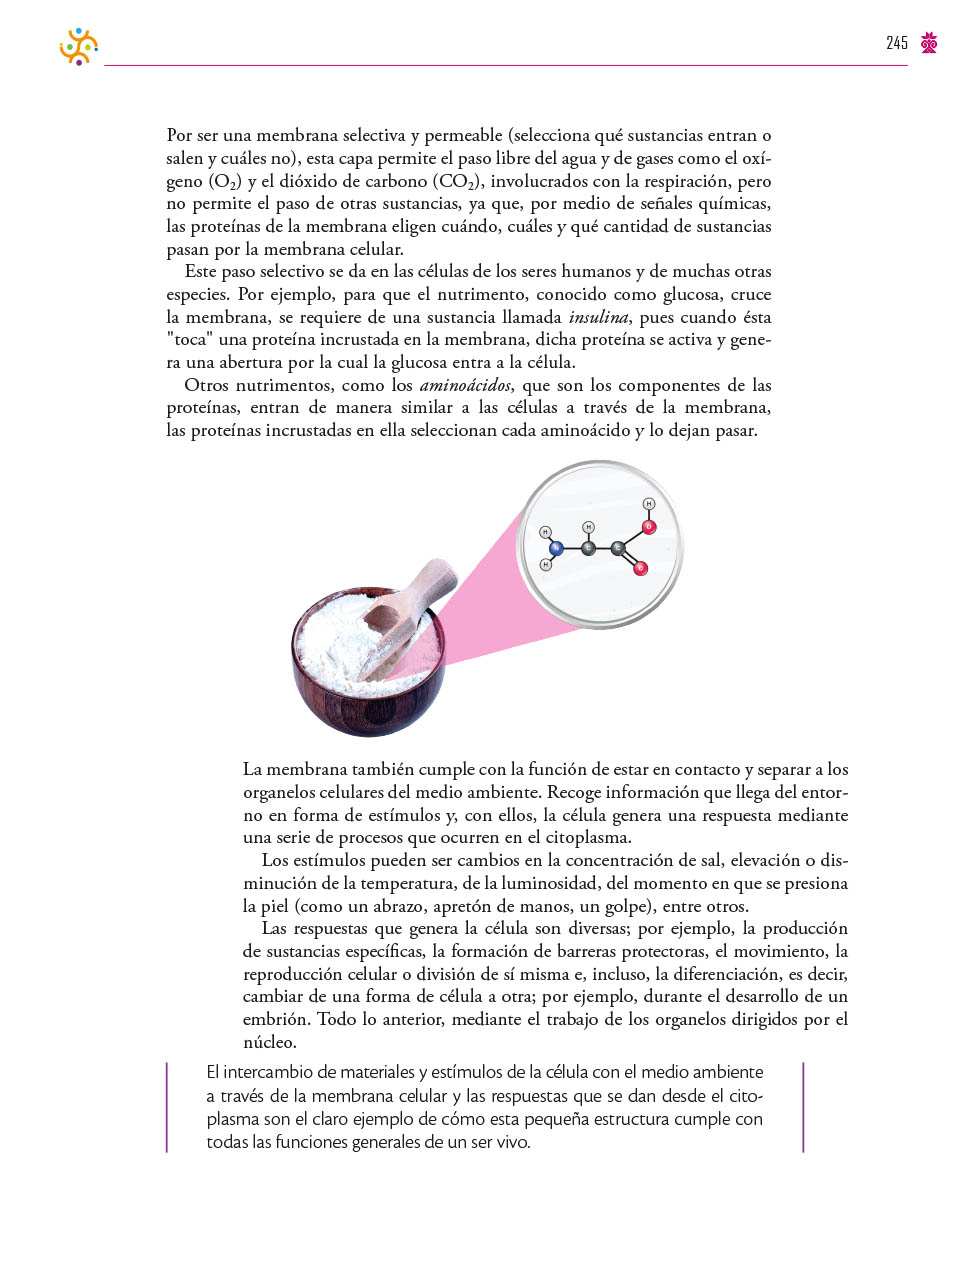 245
Por ser una membrana selectiva y permeable (selecciona qué sustancias entran o
salen y cuáles no), esta capa permite el paso libre del agua y de gases como el oxí-
geno (O₂) y el dióxido de carbono (CO₂), involucrados con la respiración, pero
no permite el paso de otras sustancias, ya que, por medio de señales químicas,
las proteínas de la membrana eligen cuándo, cuáles y qué cantidad de sustancias
pasan por la membrana celular.
Este paso selectivo se da en las células de los seres humanos y de muchas otras
especies. Por ejemplo, para que el nutrimento, conocido como glucosa, cruce
la membrana, se requiere de una sustancia llamada insulina, pues cuando ésta
"toca" una proteína incrustada en la membrana, dicha proteína se activa y gene-
ra una abertura por la cual la glucosa entra a la célula.
Otros nutrimentos, como los aminoácidos, que son los componentes de las
proteínas, entran de manera similar a las células a través de la membrana,
las proteínas incrustadas en ella seleccionan cada aminoácido y lo dejan pasar.
H
H H O
N C C
H O
La membrana también cumple con la función de estar en contacto y separar a los
organelos celulares del medio ambiente. Recoge información que llega del entor-
no en forma de estímulos y, con ellos, la célula genera una respuesta mediante
una serie de procesos que ocurren en el citoplasma.
Los estímulos pueden ser cambios en la concentración de sal, elevación o dis-
minución de la temperatura, de la luminosidad, del momento en que se presiona
la piel (como un abrazo, apretón de manos, un golpe), entre otros.
Las respuestas que genera la célula son diversas; por ejemplo, la producción
de sustancias específicas, la formación de barreras protectoras, el movimiento, la
reproducción celular o división de sí misma e, incluso, la diferenciación, es decir,
cambiar de una forma de célula a otra; por ejemplo, durante el desarrollo de un
embrión. Todo lo anterior, mediante el trabajo de los organelos dirigidos por el
núcleo.
El intercambio de materiales y estímulos de la célula con el medio ambiente
a través de la membrana celular y las respuestas que se dan desde el cito-
plasma son el claro ejemplo de cómo esta pequeña estructura cumple con
todas las funciones generales de un ser vivo.